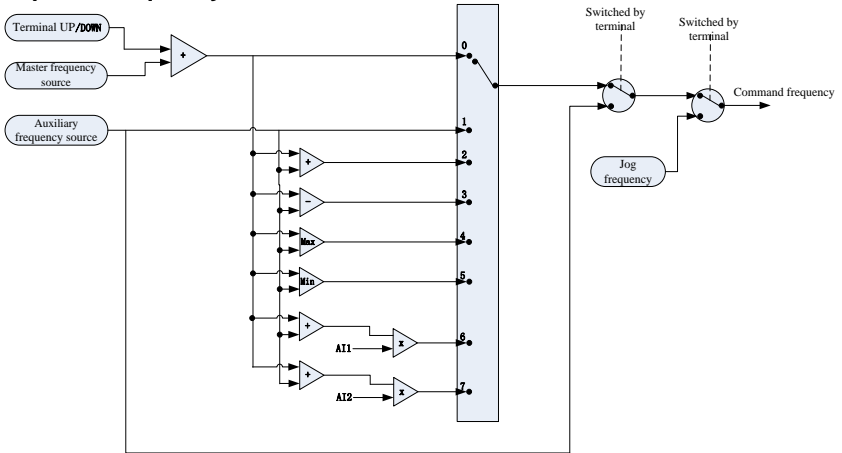 Terminal UP/DOWN
Master frequency
source
Auxiliary
frequency source
+
0
1
+
2
-
3
Max
4
Min
5
+
AI1
x
6
+
AI2
x
7
Switched by
terminal
Switched by
terminal
Command frequency
Jog
frequency